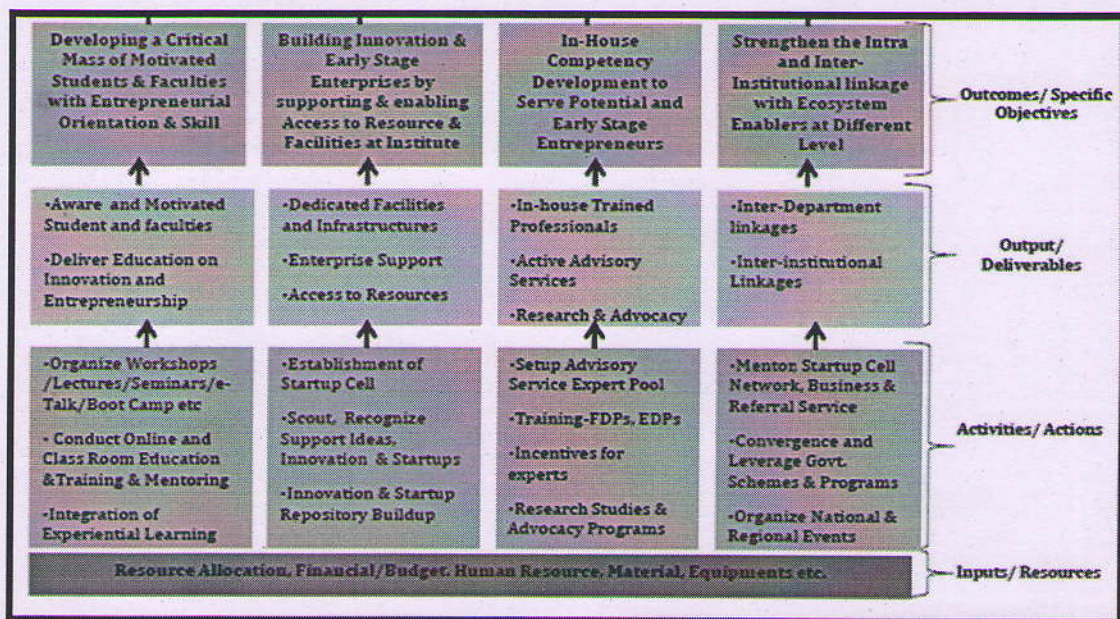 Developing a Critical
Mass of Motivated
Students & Faculties
with Entrepreneurial
Orientation & Skill
Building Innovation &
Early Stage
Enterprises by
supporting & enabling
Access to Resource &
Facilities at Institute
In-House
Competency
Development to
Serve Potential and
Early Stage
Entrepreneurs
Strengthen the Intra
and Inter-
Institutional linkage
with Ecosystem
Enablers at Different
Level
Outcomes/ Specific
Objectives
•Aware and Motivated
Student and faculties
•Deliver Education on
Innovation and
Entrepreneurship
•Dedicated Facilities
and Infrastructures
•Enterprise Support
•Access to Resources
•In-house Trained
Professionals
•Active Advisory
Services
•Research & Advocacy
•Inter-Department
linkages
•Inter-institutional
Linkages
Output/
Deliverables
•Organize Workshops
/Lectures/Seminars/e-
Talk/Boot Camp etc
• Conduct Online and
Class Room Education
&Training & Mentoring
•Integration of
Experiential Learning
•Establishment of
Startup Cell
•Scout, Recognize
Support Ideas,
Innovation & Startups
•Innovation & Startup
Repository Buildup
•Setup Advisory
Service Expert Pool
•Training-FDPs, EDPs
•Incentives for
experts
•Research Studies &
Advocacy Programs
•Mentor, Startup Cell
Network, Business &
Referral Service
•Convergence and
Leverage Govt.
Schemes & Programs
•Organize National &
Regional Events
Activities/ Actions
Resource Allocation, Financial/Budget. Human Resource, Material, Equipments etc.
Inputs/ Resources